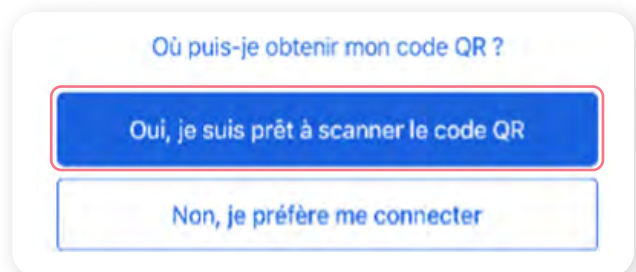 Où puis-je obtenir mon code QR ?
Oui, je suis prêt à scanner le code QR
Non, je préfère me connecter